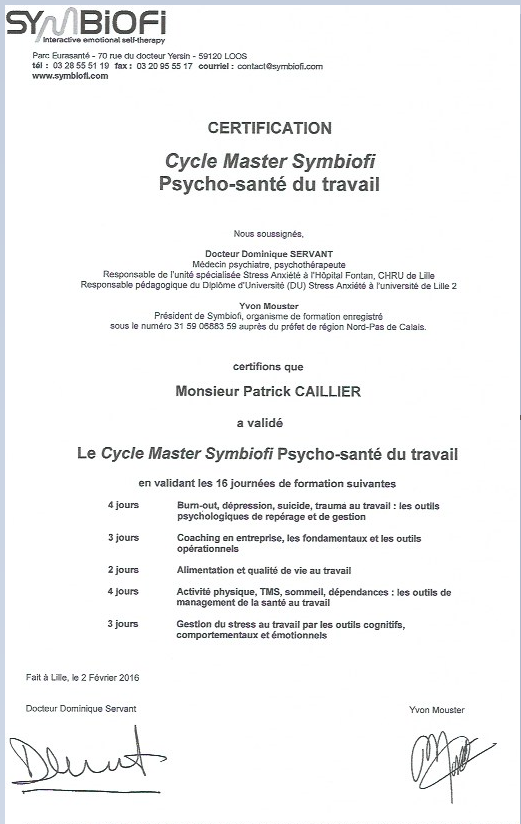 SYMBiOFi
Interactive emotional self-therapy
Parc Eurasanté - 70 rue du docteur Yersin - 59120 LOOS
tél : 03 28 55 51 19 fax : 03 20 95 55 17 courriel : contact@symbiofi.com
www.symbiofi.com
CERTIFICATION
Cycle Master Symbiofi
Psycho-santé du travail
Nous soussignés,
Docteur Dominique SERVANT
Médecin psychiatre, psychothérapeute
Responsable de l'unité spécialisée Stress Anxiété à l'Hôpital Fontan, CHRU de Lille
Responsable pédagogique du Diplôme d'Université (DU) Stress Anxiété à l'université de Lille 2
Yvon Mouster
Président de Symbiofi, organisme de formation enregistré
sous le numéro 31 59 06883 59 auprès du préfet de région Nord-Pas de Calais.
certifions que
Monsieur Patrick CAILLIER
a validé
Le Cycle Master Symbiofi Psycho-santé du travail
en validant les 16 journées de formation suivantes
4 jours Burn-out, dépression, suicide, trauma au travail : les outils
psychologiques de repérage et de gestion
3 jours Coaching en entreprise, les fondamentaux et les outils
opérationnels
2 jours Alimentation et qualité de vie au travail
4 jours Activité physique, TMS, sommeil, dépendances : les outils de
management de la santé au travail
3 jours Gestion du stress au travail par les outils cognitifs,
comportementaux et émotionnels
Fait à Lille, le 2 Février 2016
Docteur Dominique Servant Yvon Mouster